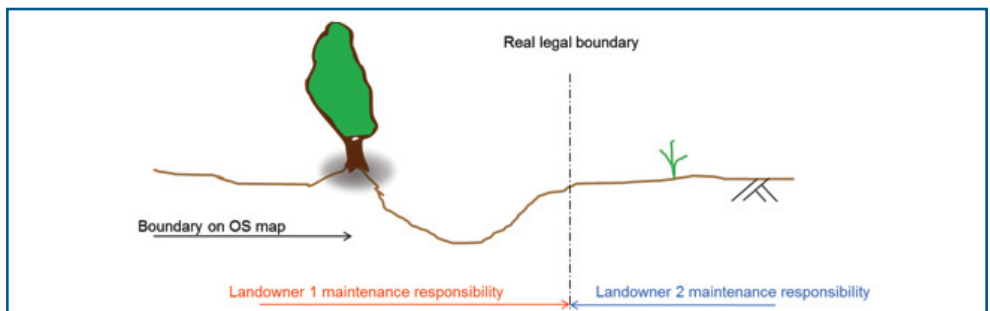 Real legal boundary
Boundary on OS map
Landowner 1 maintenance responsibility
Landowner 2 maintenance responsibility